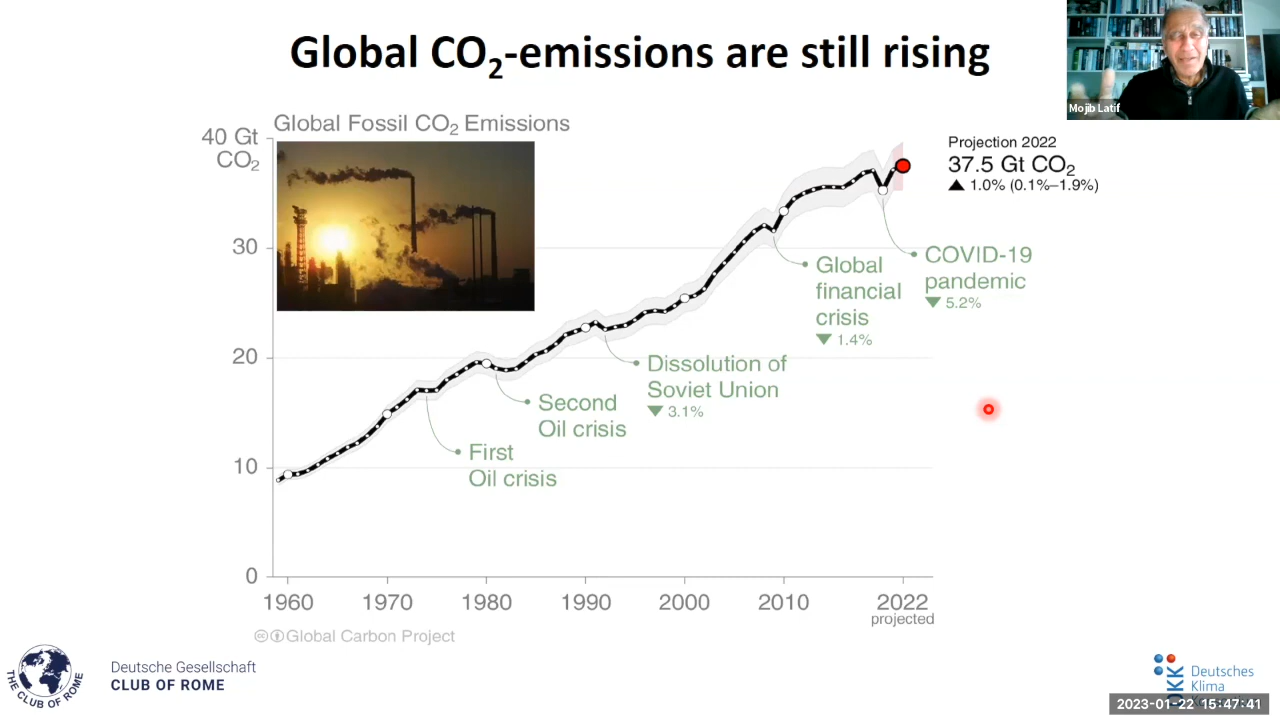 Global CO₂-emissions are still rising
Mojib Latif
Global Fossil CO₂ Emissions
40 Gt
CO₂
30
20
10
0
Projection 2022
37.5 Gt CO₂
▲ 1.0% (0.1%–1.9%)
COVID-19
pandemic
▼ 5.2%
Global
financial
crisis
▼ 1.4%
Dissolution of
Soviet Union
▼ 3.1%
Second
Oil crisis
First
Oil crisis
1960 1970 1980 1990 2000 2010 2022
projected
Global Carbon Project
THE CLUB OF ROME
Deutsche Gesellschaft
CLUB OF ROME
DKK
Deutsches
Klima
2023-01-22 15:47:41